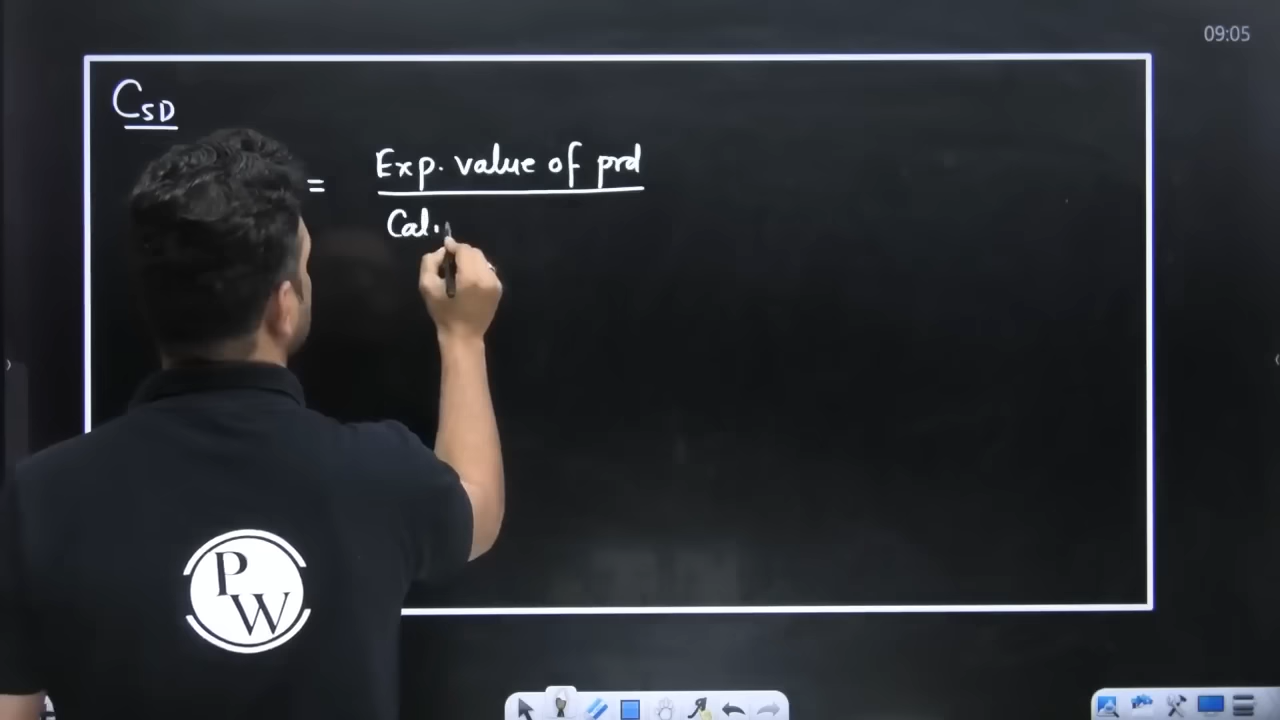 09:05
CSD
= Exp. value of prd
Cal.
P
W